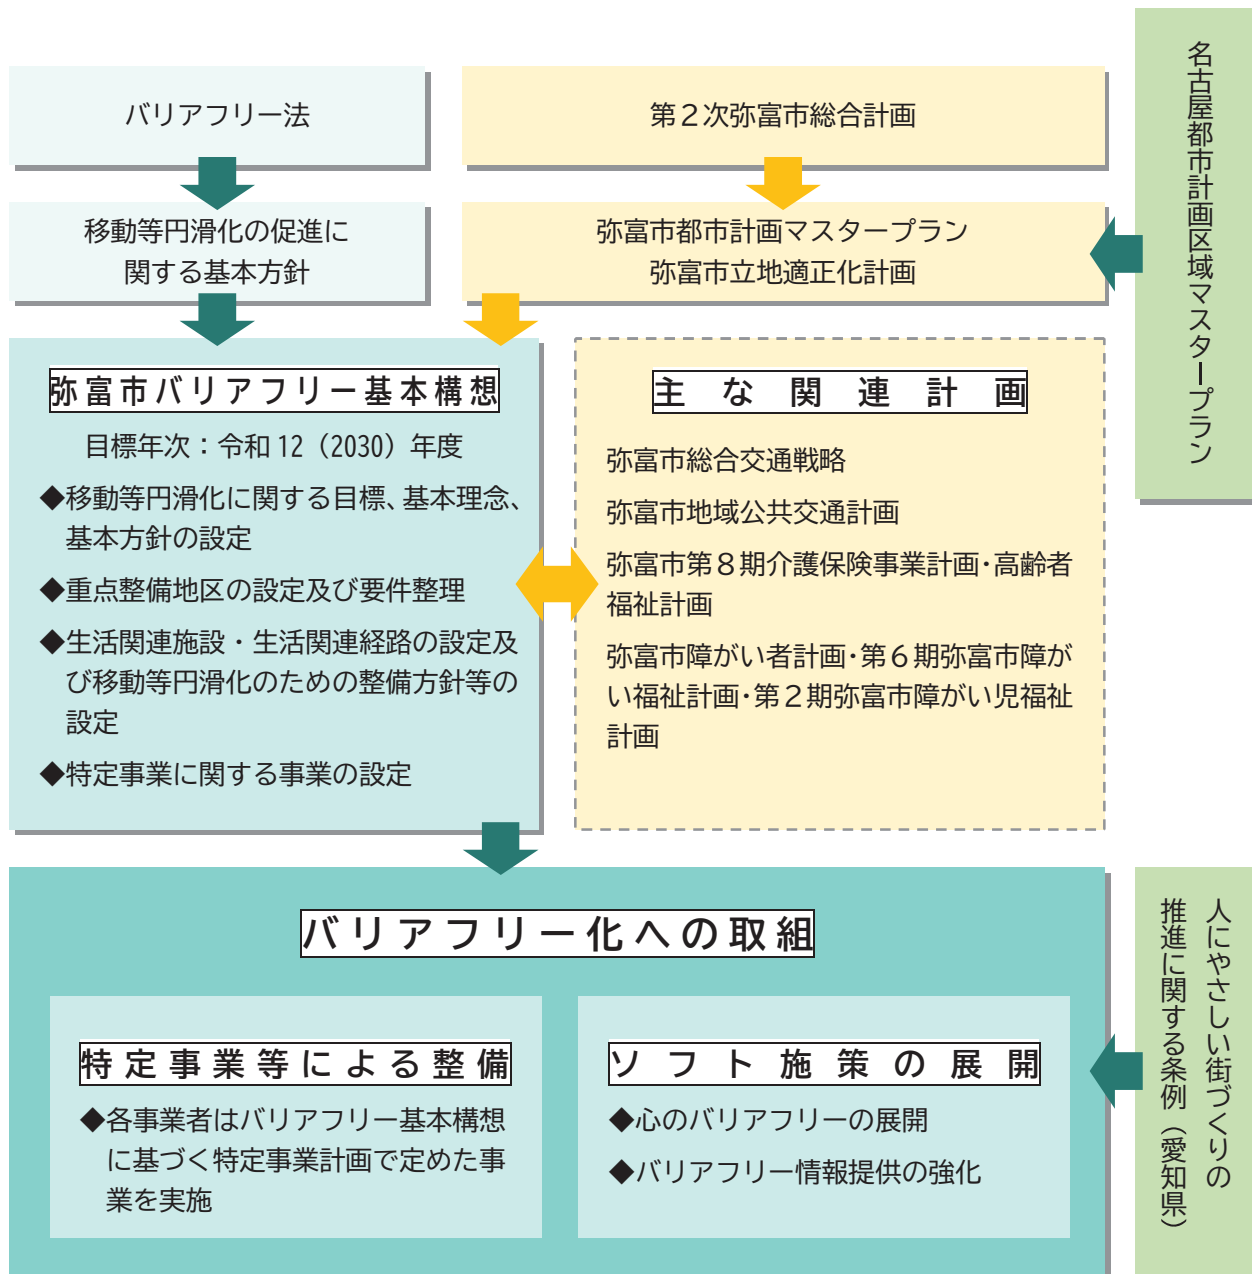 バリアフリー法
第２次弥富市総合計画
移動等円滑化の促進に
関する基本方針
弥富市都市計画マスタープラン
弥富市立地適正化計画
名古屋都市計画区域マスタープラン
弥富市バリアフリー基本構想
目標年次：令和12（2030）年度
◆移動等円滑化に関する目標、基本理念、
基本方針の設定
◆重点整備地区の設定及び要件整理
◆生活関連施設・生活関連経路の設定及
び移動等円滑化のための整備方針等の
設定
◆特定事業に関する事業の設定
主な関連計画
弥富市総合交通戦略
弥富市地域公共交通計画
弥富市第８期介護保険事業計画・高齢者
福祉計画
弥富市障がい者計画・第６期弥富市障が
い福祉計画・第２期弥富市障がい児福祉
計画
バリアフリー化への取組
特定事業等による整備
◆各事業者はバリアフリー基本構想
に基づく特定事業計画で定めた事
業を実施
ソフト施策の展開
◆心のバリアフリーの展開
◆バリアフリー情報提供の強化
人にやさしい街づくりの
推進に関する条例（愛知県）